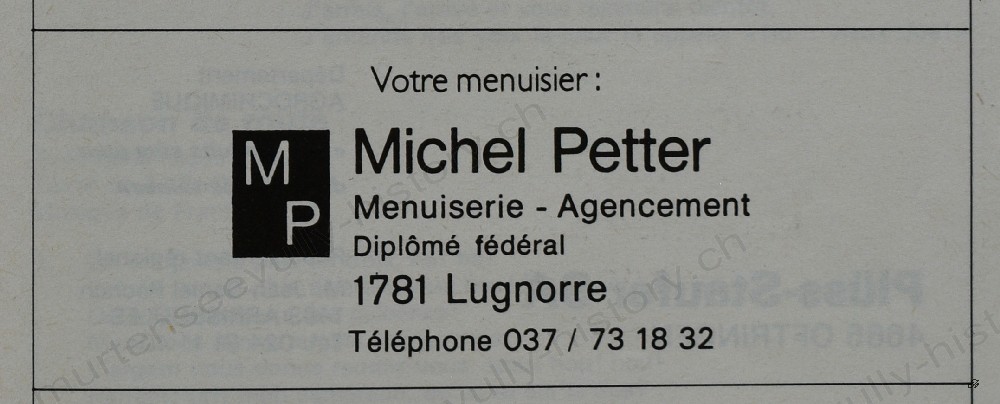 Votre menuisier :
M
P
Michel Petter
Menuiserie - Agencement
Diplômé fédéral
1781 Lugnorre
Téléphone 037 / 73 18 32